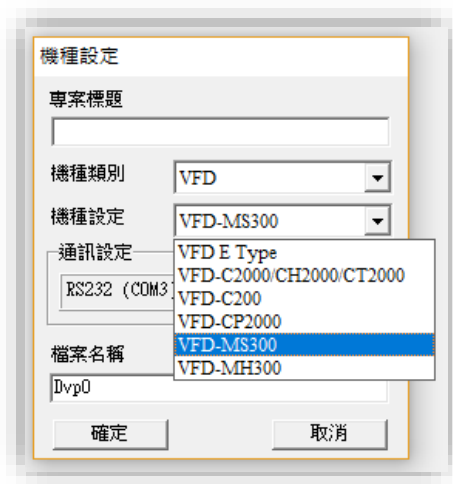 機種設定
專案標題
機種類別 VFD
機種設定 VFD-MS300
通訊設定
VFD E Type
VFD-C2000/CH2000/CT2000
RS232 (COM3
VFD-C200
VFD-CP2000
VFD-MS300
檔案名稱
VFD-MH300
Dvp0
確定 取消